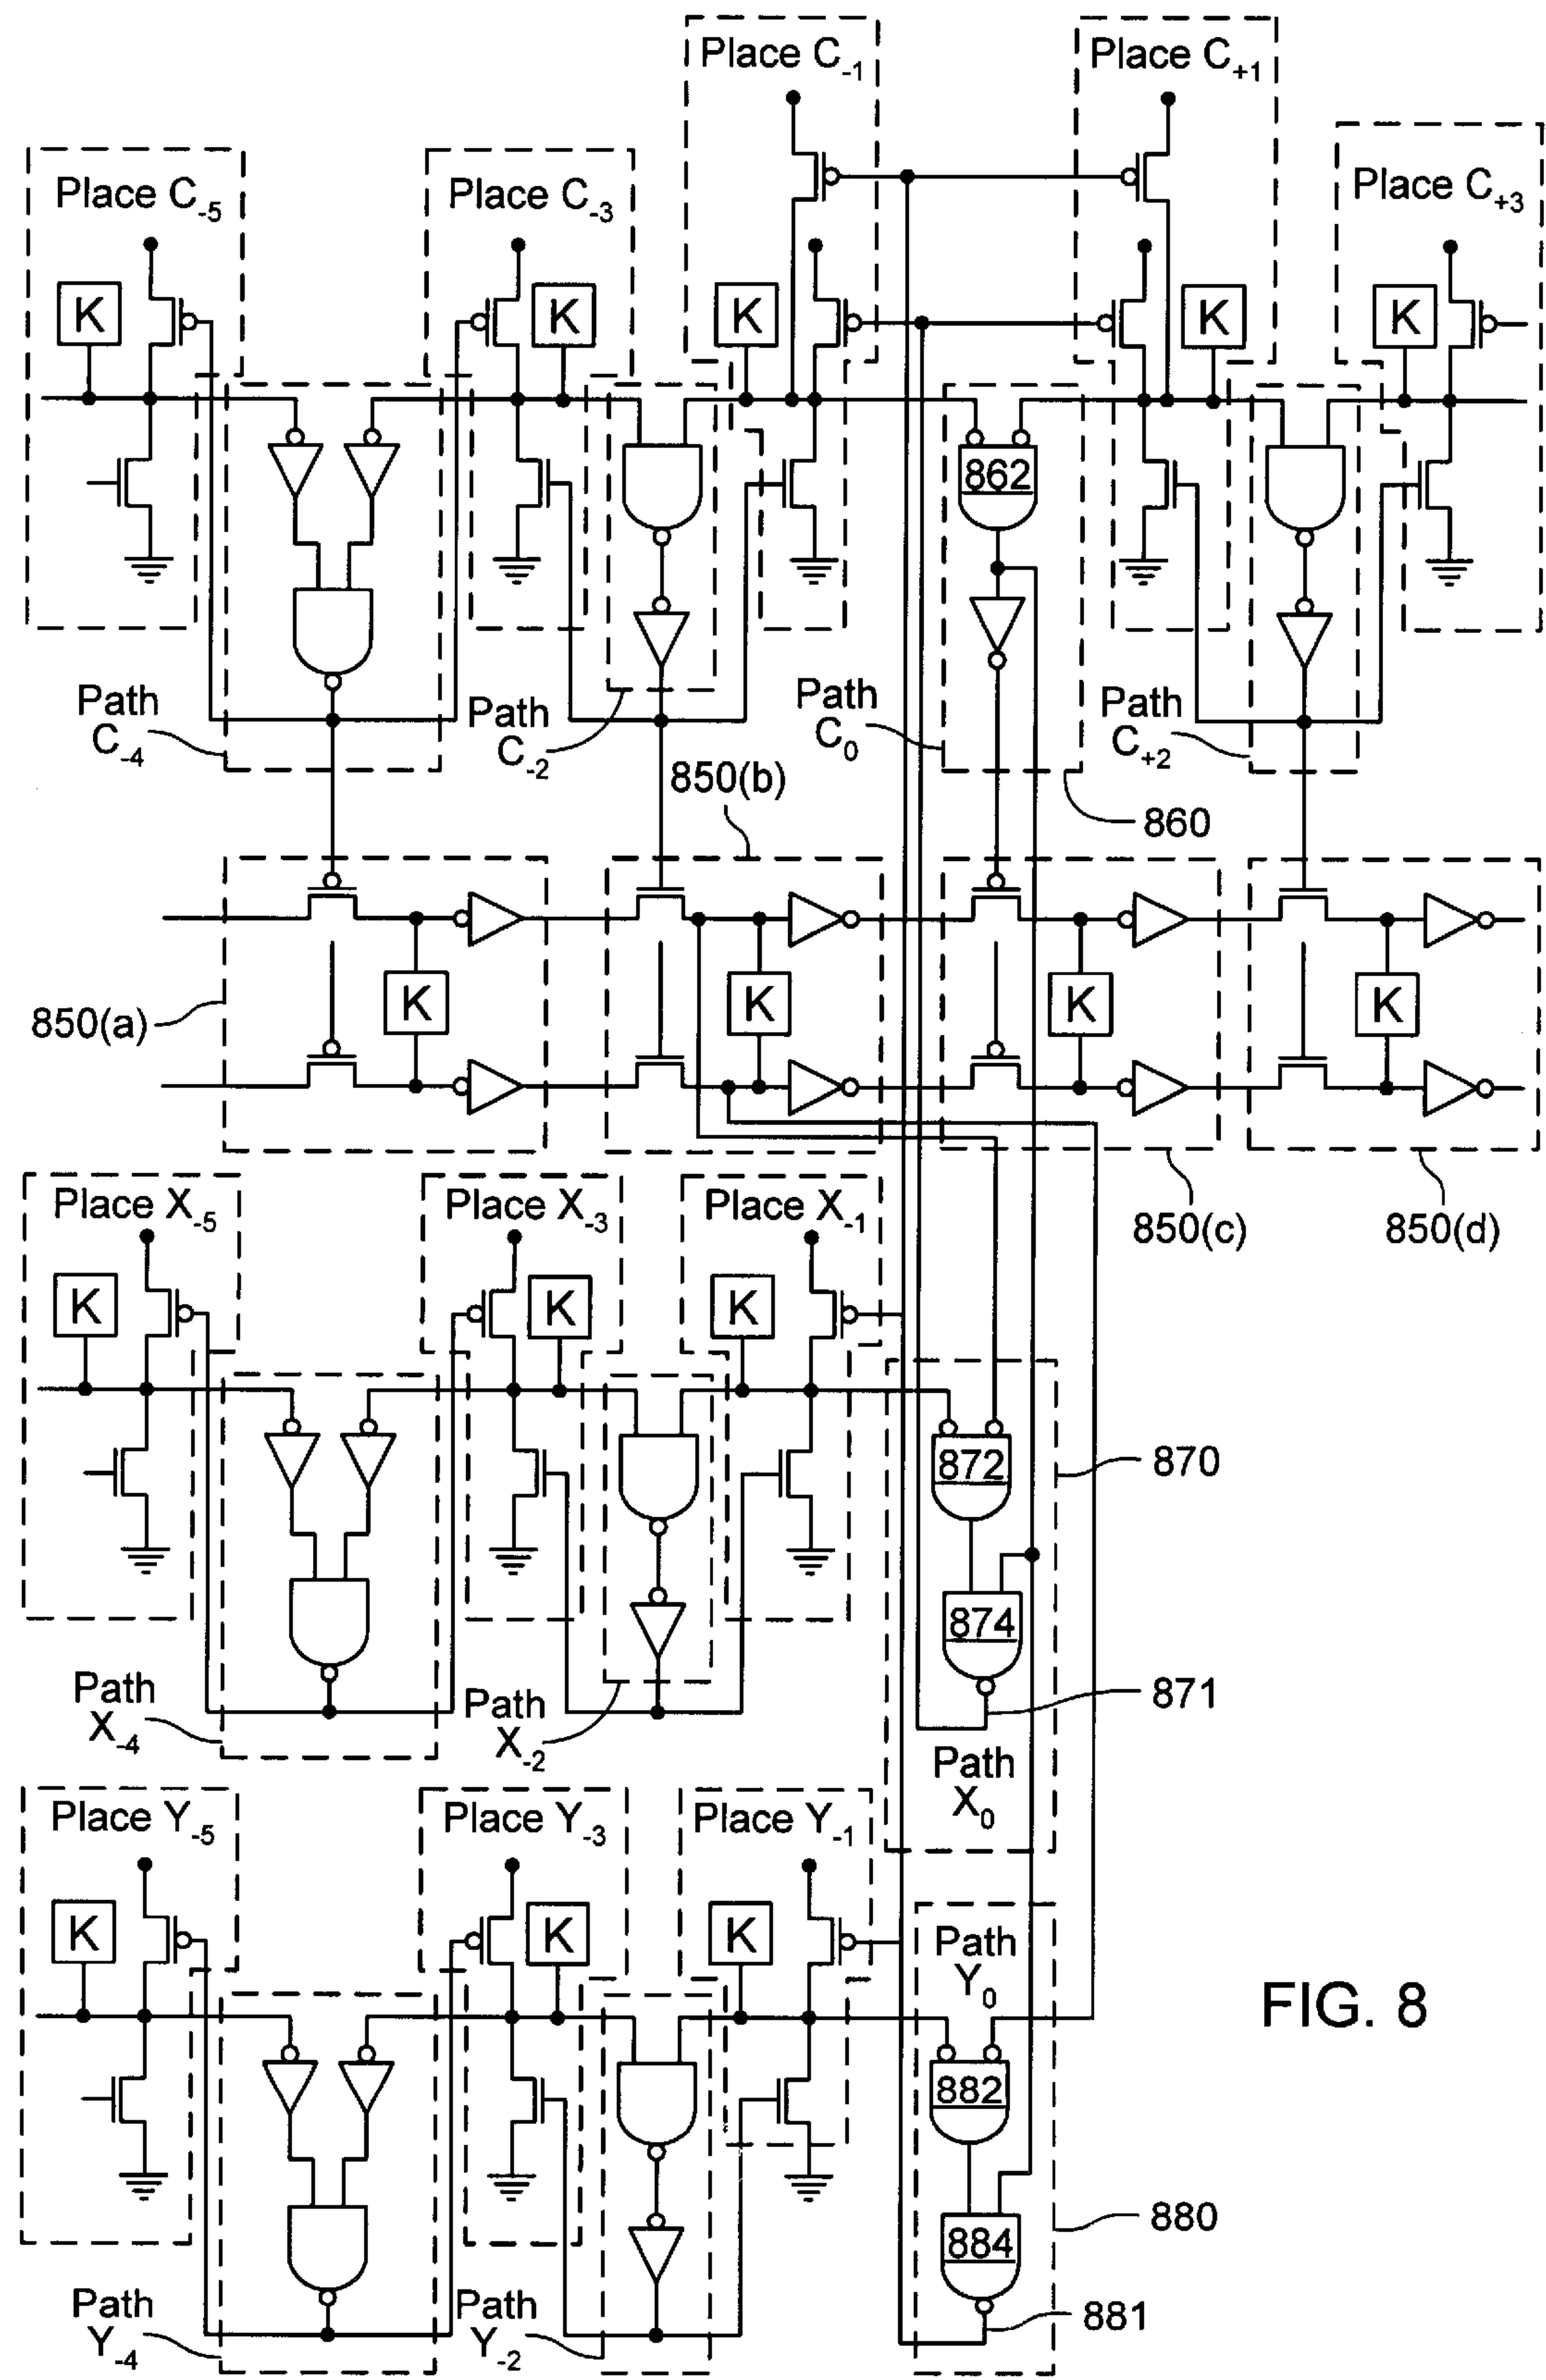 Place C-1
Place C+1
Place C-5
Place C-3
Place C+3
K
K
K
K
K
862
Path
C-4
Path
C-2
Path
C0
Path
C+2
850(b)
860
K
K
K
K
850(a)
850(c)
850(d)
Place X-5
Place X-3
Place X-1
K
K
K
872
870
874
871
Path
X-4
Path
X-2
Path
X0
Place Y-5
Place Y-3
Place Y-1
K
K
K
Path
Y0
FIG. 8
882
880
884
881
Path
Y-4
Path
Y-2